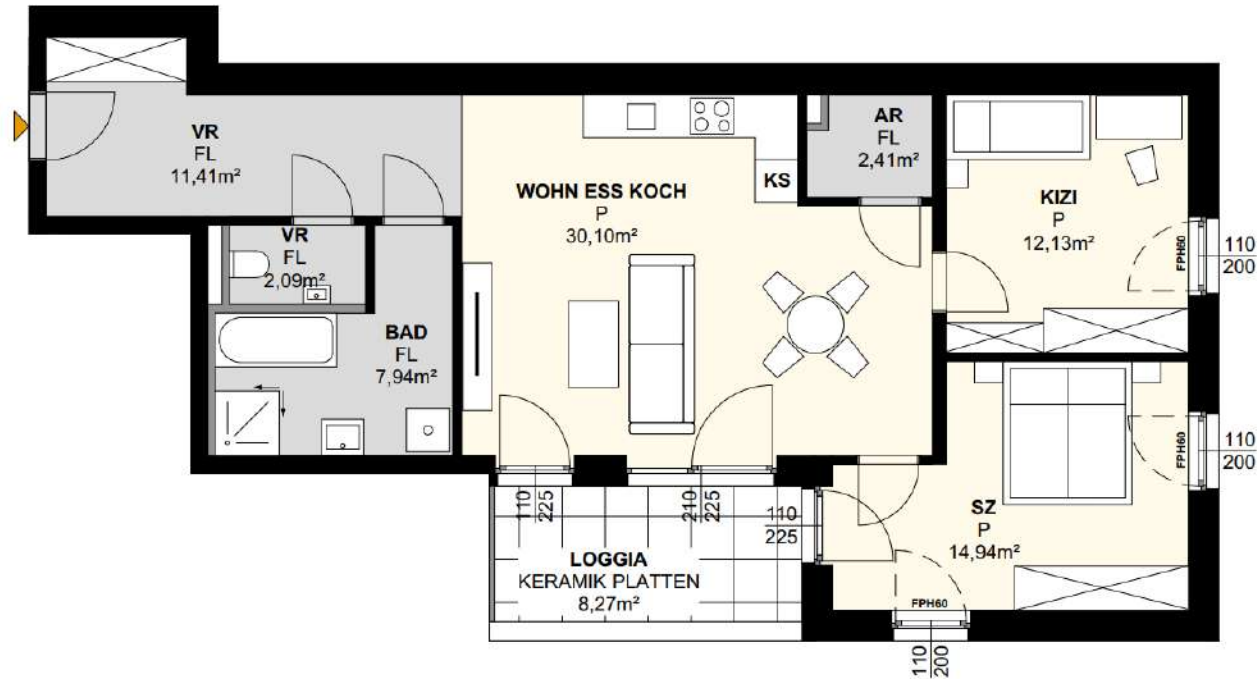 VR
FL
11,41m²
WOHN ESS KOCH
P
30,10m²
KS
AR
FL
2,41m²
KIZI
P
12,13m²
FPH60
110
200
VR
FL
2,09m²
BAD
FL
7,94m²
110
225
210
225
110
225
LOGGIA
KERAMIK PLATTEN
8,27m²
SZ
P
14,94m²
FPH60
110
200
FPH60
110
200